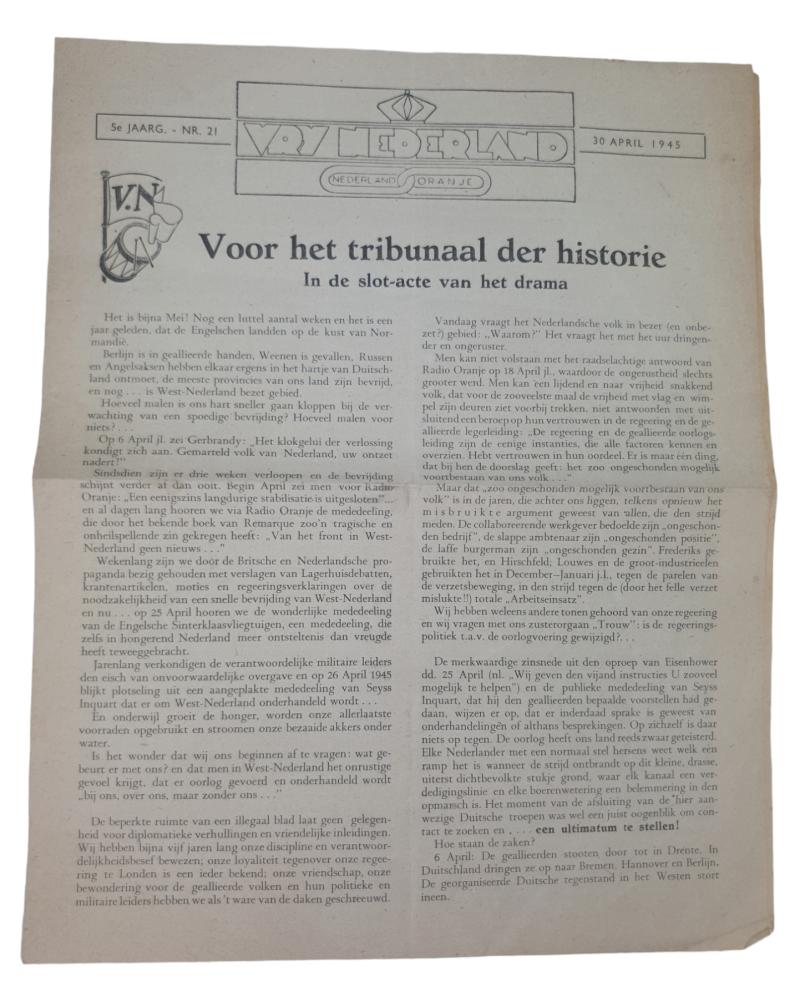 5e JAARG. - NR. 21
VRY NEDERLAND
NEDERLAND ORANJE
30 APRIL 1945
V.N
Voor het tribunaal der historie
In de slot-acte van het drama
Het is bijna Mei! Nog een luttel aantal weken en het is een
jaar geleden, dat de Engelschen landden op de kust van Nor-
mandië.
Berlijn is in geallieerde handen, Weenen is gevallen, Russen
en Angelsaksen hebben elkaar ergens in het hartje van Duitsch-
land ontmoet, de meeste provincies van ons land zijn bevrijd,
en nog . . . is West-Nederland bezet gebied.
Hoeveel malen is ons hart sneller gaan kloppen bij de ver-
wachting van een spoedige bevrijding? Hoeveel malen voor
niets? . . .
Op 6 April jl. zei Gerbrandy: „Het klokgelui der verlossing
kondigt zich aan. Gemarteld volk van Nederland, uw ontzet
nadert!”
Sindsdien zijn er drie weken verloopen en de bevrijding
schijnt verder af dan ooit. Begin April zei men voor Radio
Oranje: „Een eenigszins langdurige stabilisatie is uitgesloten”...
en al dagen lang hooren we via Radio Oranje de mededeeling,
die door het bekende boek van Remarque zoo'n tragische en
onheilspellende zin gekregen heeft: „Van het front in West-
Nederland geen nieuws . . .”
Wekenlang zijn we door de Britsche en Nederlandsche pro-
paganda bezig gehouden met verslagen van Lagerhuisdebatten,
krantenartikelen, moties en regeeringsverklaringen over de
noodzakelijkheid van een snelle bevrijding van West-Nederland
en nu . . . op 25 April hooren we de wonderlijke mededeeling
van de Engelsche Sinterklaasvliegtuigen, een mededeeling, die
zelfs in hongerend Nederland meer ontsteltenis dan vreugde
heeft teweeggebracht.
Jarenlang verkondigen de verantwoordelijke militaire leiders
den eisch van onvoorwaardelijke overgave en op 26 April 1945
blijkt plotseling uit een aangeplakte mededeeling van Seyss
Inquart dat er om West-Nederland onderhandeld wordt . . .
En onderwijl groeit de honger, worden onze allerlaatste
voorraden opgebruikt en stroomen onze bezaaide akkers onder
water.
Is het wonder dat wij ons beginnen af te vragen: wat ge-
beurt er met ons? en dat men in West-Nederland het onrustige
gevoel krijgt, dat er oorlog gevoerd en onderhandeld wordt
„bij ons, over ons, maar zonder ons . . .”
De beperkte ruimte van een illegaal blad laat geen gelegen-
heid voor diplomatieke verhullingen en vriendelijke inleidingen.
Wij hebben bijna vijf jaren lang onze discipline en verantwoor-
delijkheidsbesef bewezen; onze loyaliteit tegenover onze regee-
ring te Londen is een ieder bekend; onze vriendschap, onze
bewondering voor de geallieerde volken en hun politieke en
militaire leiders hebben we als 't ware van de daken geschreeuwd.
Vandaag vraagt het Nederlandsche volk in bezet (en onbe-
zet?) gebied: „Waarom?” Het vraagt het met het uur dringen-
der en ongeruster.
Men kan niet volstaan met het raadselachtige antwoord van
Radio Oranje op 18 April jl., waardoor de ongerustheid slechts
grooter werd. Men kan een lijdend en naar vrijheid snakkend
volk, dat voor de zooveelste maal de vrijheid met vlag en wim-
pel zijn deuren ziet voorbij trekken, niet antwoorden met uit-
sluitend een beroep op hun vertrouwen in de regeering en de ge-
allieerde legerleiding: „De regeering en de geallieerde oorlogs-
leiding zijn de eenige instanties, die alle factoren kennen en
overzien. Hebt vertrouwen in hun oordeel. Er is maar één ding,
dat bij hen de doorslag geeft: het zoo ongeschonden mogelijk
voortbestaan van ons volk . . .”
Maar dat „zoo ongeschonden mogelijk voortbestaan van ons
volk” is in de jaren, die achter ons liggen, telkens opnieuw het
misbruikte argument geweest van allen, die den strijd
meden. De collaboreerende werkgever bedoelde zijn „ongeschon-
den bedrijf”, de slappe ambtenaar zijn „ongeschonden positie”,
de laffe burgerman zijn „ongeschonden gezin”. Frederiks ge-
bruikte het, en Hirschfeld; Louwes en de groot-industrieelen
gebruikten het in December—Januari j.l., tegen de parelen van
de verzetsbeweging, in den strijd tegen de (door het felle verzet
mislukte!!) totale „Arbeitseinsatz”.
Wij hebben weleens andere tonen gehoord van onze regeering
en wij vragen met ons zusterorgaan „Trouw”: is de regeerings-
politiek t.a.v. de oorlogvoering gewijzigd?. . .
De merkwaardige zinsnede uit den oproep van Eisenhower
dd. 25 April (nl. „Wij geven den vijand instructies U zooveel
mogelijk te helpen”) en de publieke mededeeling van Seyss
Inquart, dat hij den geallieerden bepaalde voorstellen had ge-
daan, wijzen er op, dat er inderdaad sprake is geweest van
onderhandelingen of althans besprekingen. Op zichzelf is daar
niets op tegen. De oorlog heeft ons land reeds zwaar geteisterd.
Elke Nederlander met een normaal stel hersens weet welk een
ramp het is wanneer de strijd ontbrandt op dit kleine, drasse,
uiterst dichtbevolkte stukje grond, waar elk kanaal een ver-
dedigingslinie en elke boerenwetering een belemmering in den
opmarsch is. Het moment van de afsluiting van de hier aan-
wezige Duitsche troepen was wel een juist oogenblik om con-
tact te zoeken en . . . . een ultimatum te stellen!
Hoe staan de zaken?
6 April: De geallieerden stooten door tot in Drente. In
Duitschland dringen ze op naar Bremen, Hannover en Berlijn.
De georganiseerde Duitsche tegenstand in het Westen stort
ineen.